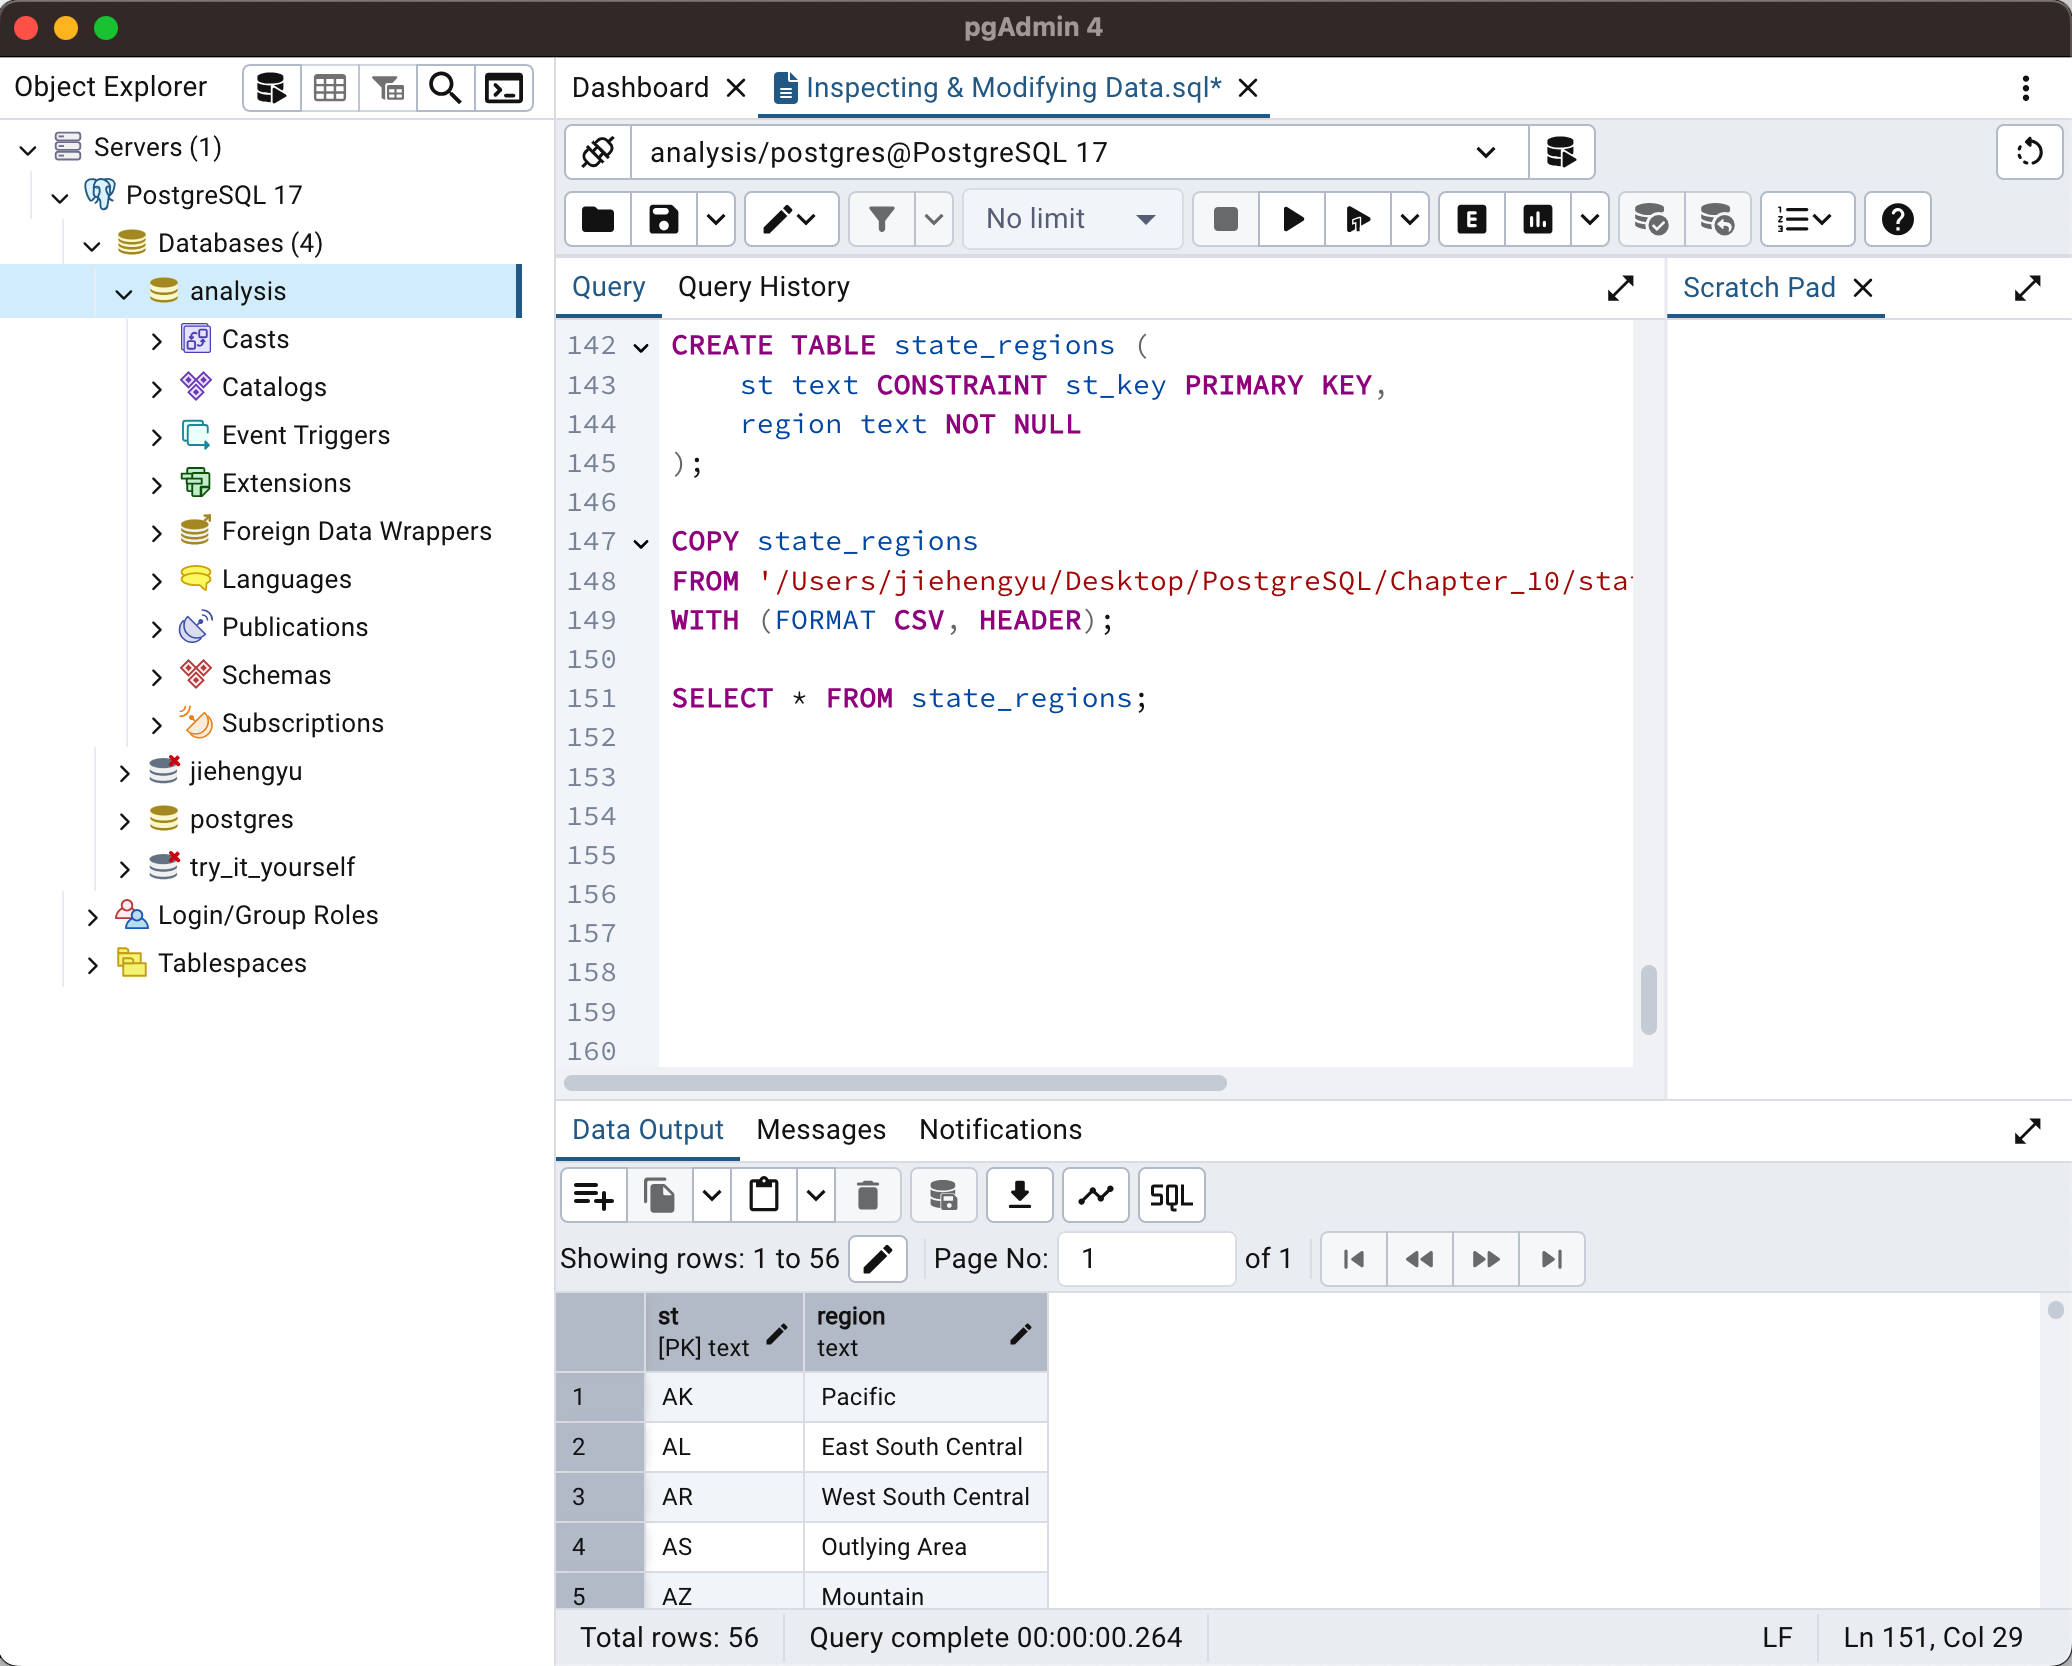 pgAdmin 4
Object Explorer
Servers (1)
PostgreSQL 17
Databases (4)
analysis
Casts
Catalogs
Event Triggers
Extensions
Foreign Data Wrappers
Languages
Publications
Schemas
Subscriptions
jiehengyu
postgres
try_it_yourself
Login/Group Roles
Tablespaces
Dashboard
Inspecting & Modifying Data.sql*
analysis/postgres@PostgreSQL 17
No limit
E
Query
Query History
Scratch Pad
142 CREATE TABLE state_regions (
143 st text CONSTRAINT st_key PRIMARY KEY,
144 region text NOT NULL
145 );
146
147 COPY state_regions
148 FROM '/Users/jiehengyu/Desktop/PostgreSQL/Chapter_10/sta
149 WITH (FORMAT CSV, HEADER);
150
151 SELECT * FROM state_regions;
152
153
154
155
156
157
158
159
160
Data Output
Messages
Notifications
SQL
Showing rows: 1 to 56
Page No: 1 of 1
st
[PK] text
region
text
1 AK Pacific
2 AL East South Central
3 AR West South Central
4 AS Outlying Area
5 AZ Mountain
Total rows: 56
Query complete 00:00:00.264
LF
Ln 151, Col 29